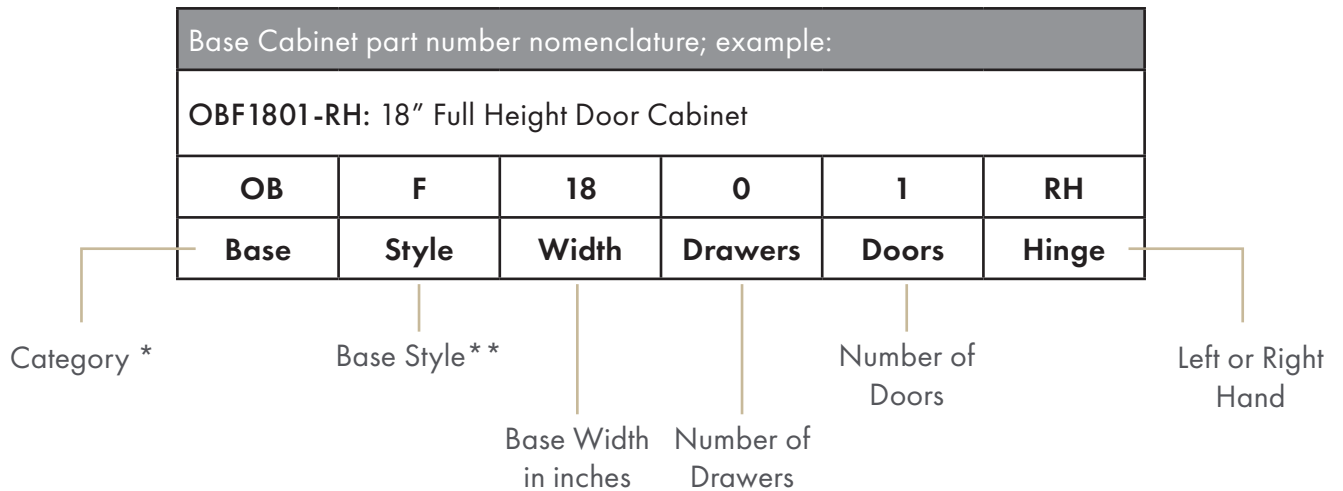 Base Cabinet part number nomenclature; example:
OBF1801-RH: 18” Full Height Door Cabinet
OB F 18 0 1 RH
Base Style Width Drawers Doors Hinge
Category * Base Style** Number of Doors Left or Right Hand
Base Width in inches Number of Drawers